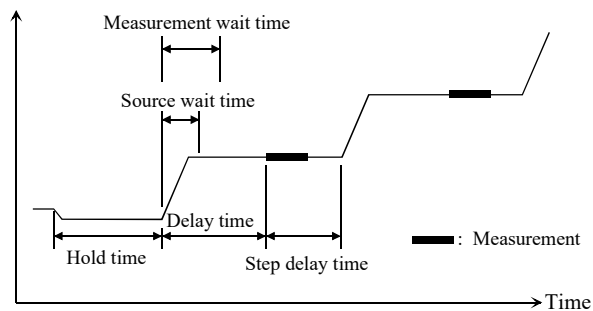 Measurement wait time
Source wait time
Delay time
Hold time
Step delay time
: Measurement
Time